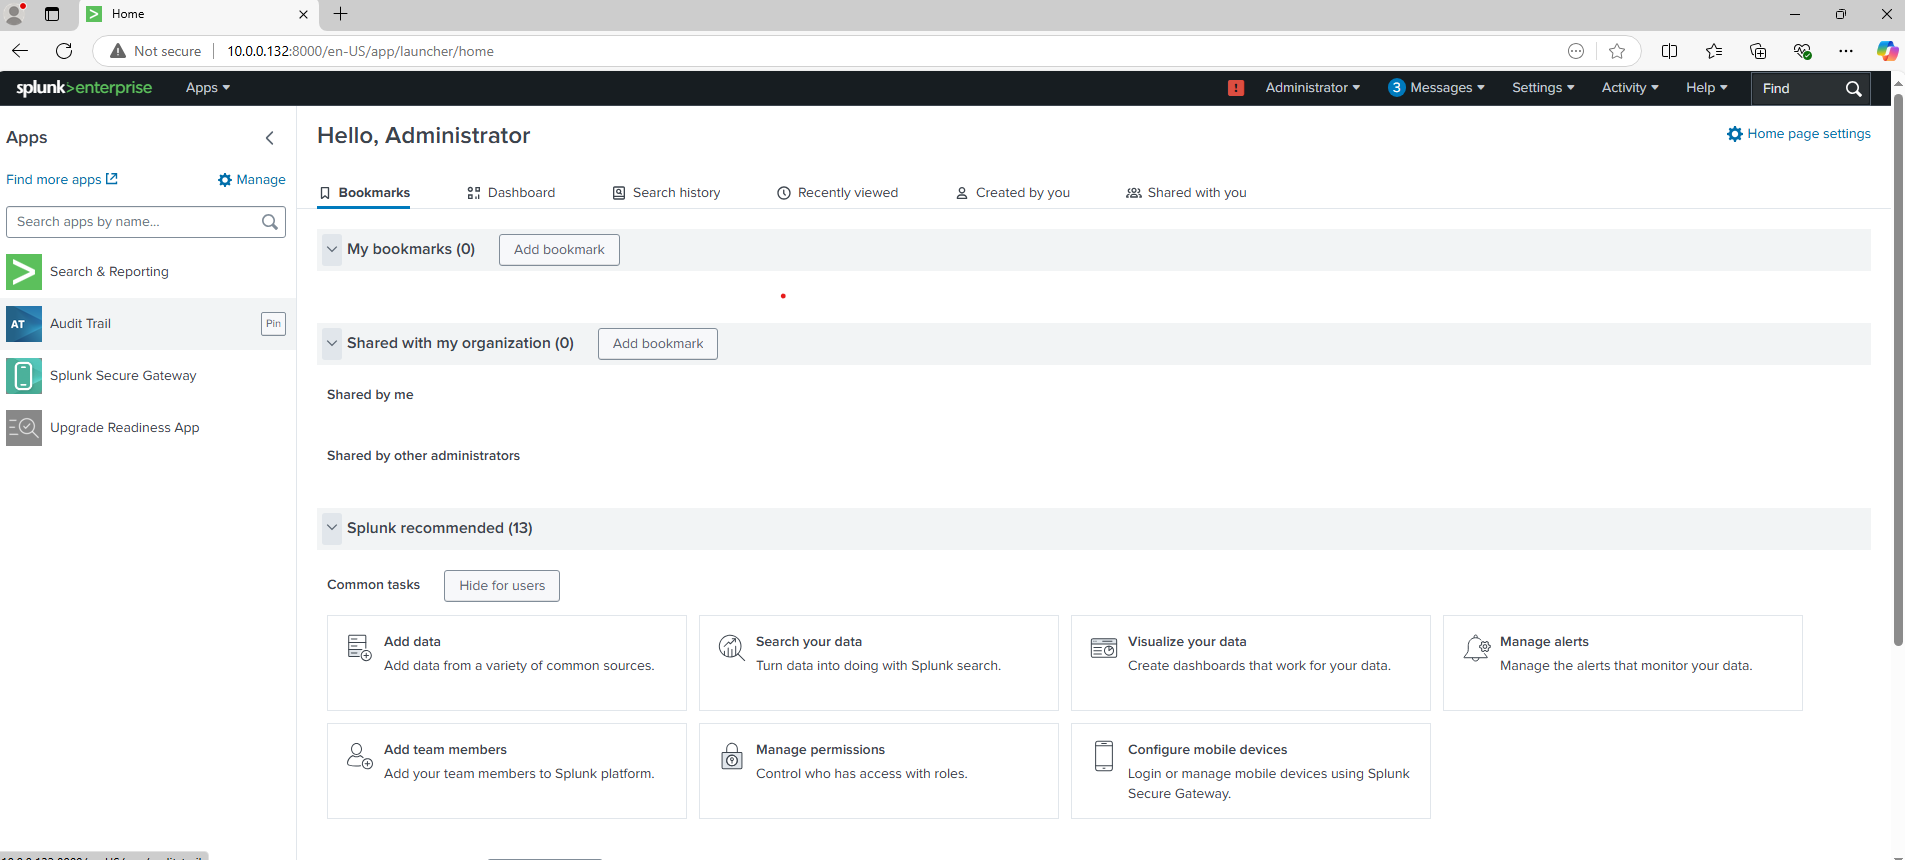 Home
Not secure
10.0.0.132:8000/en-US/app/launcher/home
splunk>enterprise
Apps
!
Administrator
3
Messages
Settings
Activity
Help
Find
Apps
Find more apps
Manage
Search apps by name...
Search & Reporting
AT
Audit Trail
Pin
Splunk Secure Gateway
Upgrade Readiness App
Hello, Administrator
Home page settings
Bookmarks
Dashboard
Search history
Recently viewed
Created by you
Shared with you
My bookmarks (0)
Add bookmark
Shared with my organization (0)
Add bookmark
Shared by me
Shared by other administrators
Splunk recommended (13)
Common tasks
Hide for users
Add data
Add data from a variety of common sources.
Search your data
Turn data into doing with Splunk search.
Visualize your data
Create dashboards that work for your data.
Manage alerts
Manage the alerts that monitor your data.
Add team members
Add your team members to Splunk platform.
Manage permissions
Control who has access with roles.
Configure mobile devices
Login or manage mobile devices using Splunk
Secure Gateway.